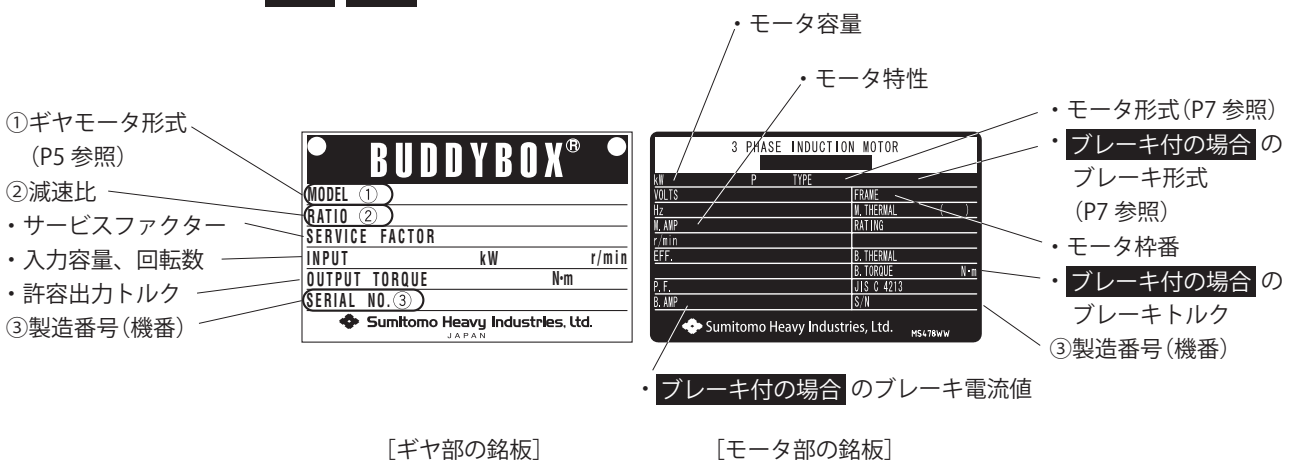 ・モータ容量
・モータ特性
①ギヤモータ形式
(P5 参照)
②減速比
・サービスファクター
・入力容量、回転数
・許容出力トルク
③製造番号(機番)
BUDDYBOX®
MODEL ①
RATIO ②
SERVICE FACTOR
INPUT kW r/min
OUTPUT TORQUE N·m
SERIAL NO.③
Sumitomo Heavy Industries, Ltd.
JAPAN
3 PHASE INDUCTION MOTOR
kW P TYPE
VOLTS FRAME
Hz M. THERMAL ( )
M. AMP RATING
r/min
EFF. B. THERMAL
B. TORQUE N·m
P.F. JIS C 4213
B. AMP S/N
Sumitomo Heavy Industries, Ltd. MS478WW
・モータ形式(P7 参照)
・ブレーキ付の場合 の
ブレーキ形式
(P7 参照)
・モータ枠番
・ブレーキ付の場合 の
ブレーキトルク
③製造番号(機番)
・ブレーキ付の場合 のブレーキ電流値
[ギヤ部の銘板] [モータ部の銘板]